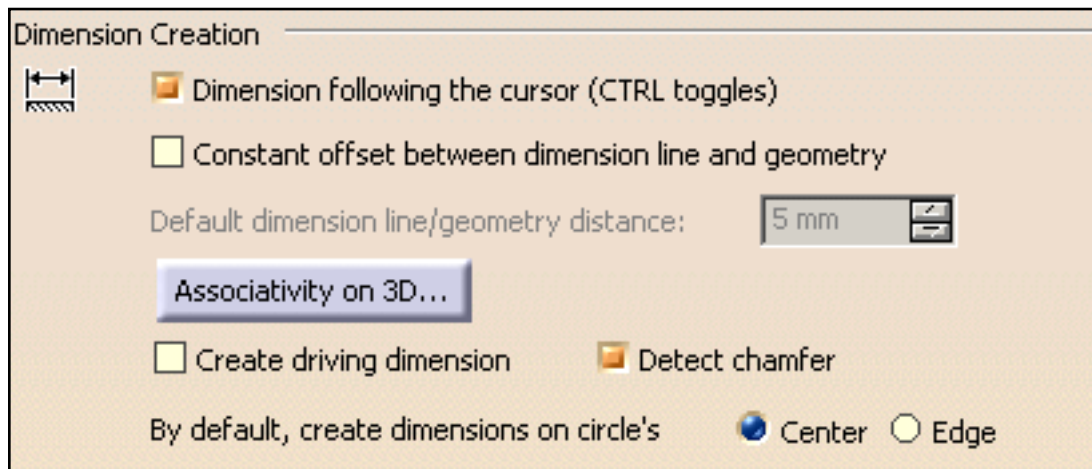 Dimension Creation
Dimension following the cursor (CTRL toggles)
Constant offset between dimension line and geometry
Default dimension line/geometry distance: 5 mm
Associativity on 3D...
Create driving dimension Detect chamfer
By default, create dimensions on circle's Center Edge